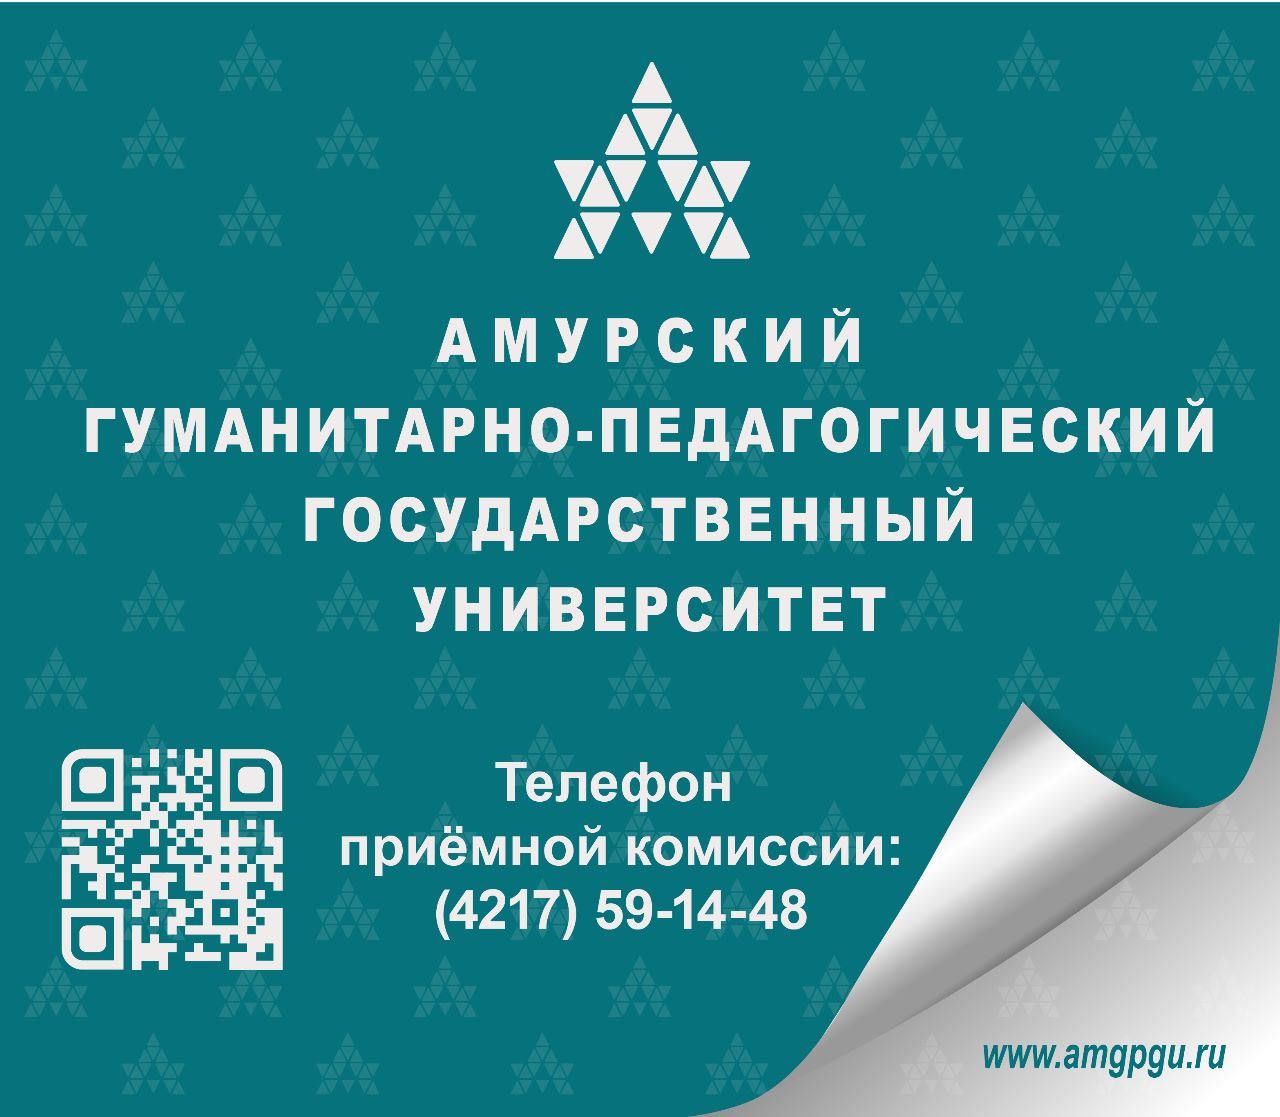 АМУРСКИЙ
ГУМАНИТАРНО-ПЕДАГОГИЧЕСКИЙ
ГОСУДАРСТВЕННЫЙ
УНИВЕРСИТЕТ
Телефон
приёмной комиссии:
(4217) 59-14-48
www.amgpgu.ru